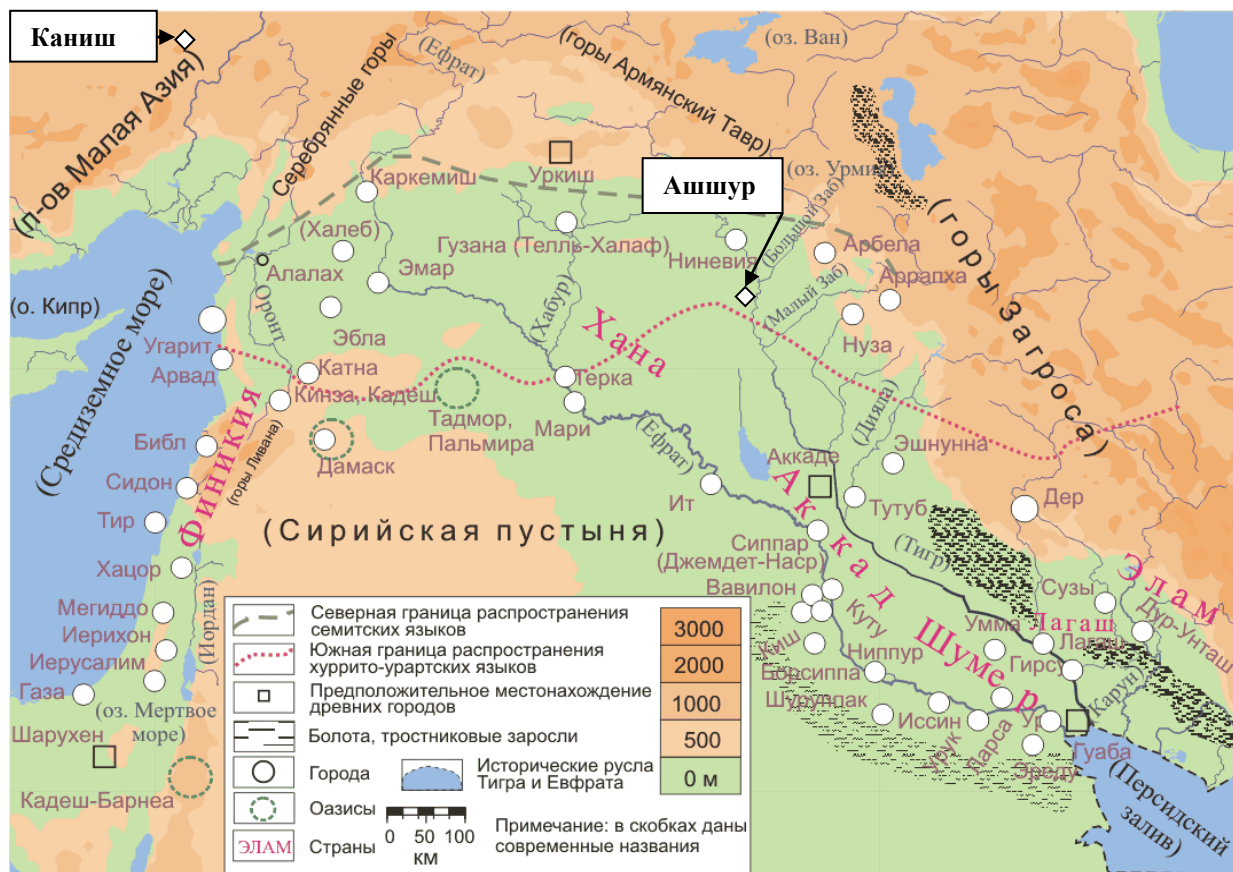 Каниш
(п-ов Малая Азия)
Серебрянные горы
(Ефрат)
(горы Армянский Тавр)
(оз. Ван)
Уркиш
Ашшур
(оз. Урми
Каркемиш
(Халеб)
Гузана (Телль-Халаф)
Ниневия
(Большой Заб)
Арбела
(горы Загроса)
Алалах
Эмар
Аррапха
(Малый Заб)
(о. Кипр)
(Средиземное море)
Оронт
Эбла
(Хабур)
Хана
Нуза
Угарит
Арвад
Катна
Кинза, Кадеш
Терка
Тадмор,
Пальмира
Мари
(Дияла)
Финикия
(горы Ливана)
Библ
Дамаск
(Ефрат)
Эшнунна
Аккаде
Сидон
Ит
Аккад
Тутуб
Дер
Тир
(Сирийская пустыня)
Сиппар
(Джемдет-Наср)
(Тигр)
Хацор
Вавилон
Сузы
Элам
Мегиддо
Куту
Умма
Лагаш
Лагаш
Дур-Унташ
Иерихон
(Иордан)
Киш
Шумер
Иерусалим
Ниппур
Гирсу
Борсиппа
(Карун)
Газа
(оз. Мертвое
море)
Шуруппак
Иссин
Урук
Ларса
Ур
Гуаба
Шарухен
Эреду
Кадеш-Барнеа
(Персидский
залив)
Северная граница распространения
семитских языков
Южная граница распространения
хуррито-урартских языков
Предположительное местонахождение
древних городов
Болота, тростниковые заросли
Города
Исторические русла
Тигра и Евфрата
Оазисы
0 50 100
км
ЭЛАМ
Страны
Примечание: в скобках даны
современные названия
3000
2000
1000
500
0 м